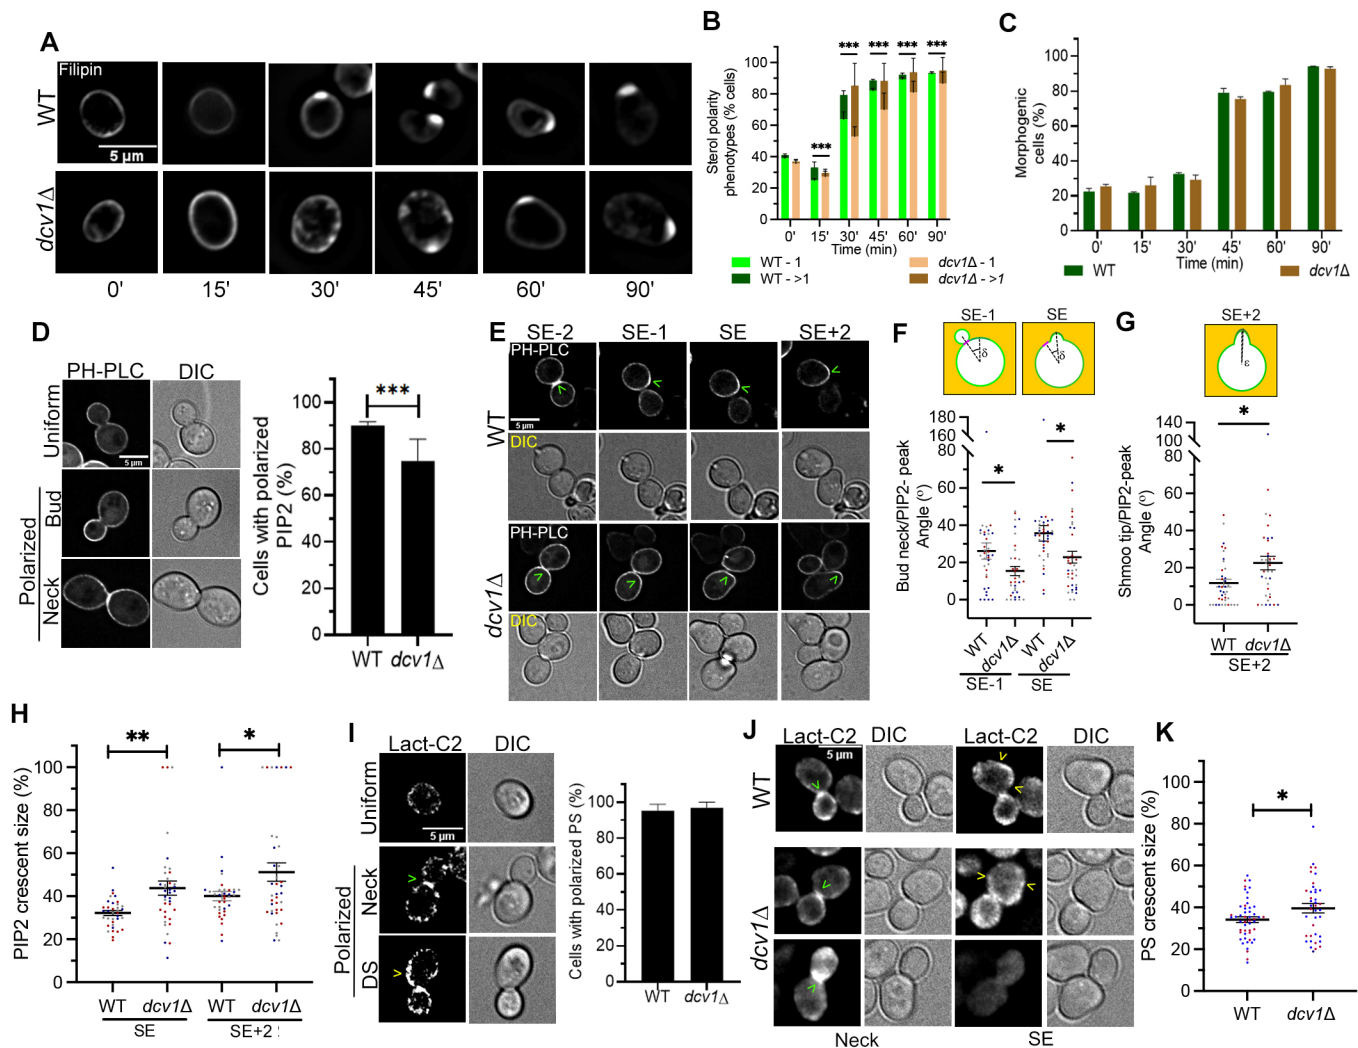 A
Filipin
WT
5 µm
dcv1Δ
0'
15'
30'
45'
60'
90'
B
Sterol polarity
phenotypes (% cells)
100
80
60
40
20
0
***
***
***
***
***
0'
15'
30'
45'
60'
90'
Time (min)
WT - 1
WT - >1
dcv1Δ - 1
dcv1Δ - >1
C
Morphogenic
cells (%)
100
80
60
40
20
0
0'
15'
30'
45'
60'
90'
Time (min)
WT
dcv1Δ
D
PH-PLC
DIC
Uniform
5 µm
Polarized
Bud
Neck
Cells with polarized
PIP2 (%)
100
80
60
40
20
0
***
WT
dcv1Δ
E
SE-2
SE-1
SE
SE+2
PH-PLC
5 µm
WT
DIC
PH-PLC
dcv1Δ
DIC
F
SE-1
SE
δ
δ
Bud neck/PIP2- peak
Angle (º)
180
160
80
60
40
20
0
*
*
WT
dcv1Δ
WT
dcv1Δ
SE-1
SE
G
SE+2
ε
Shmoo tip/PIP2-peak
Angle (º)
140
100
80
60
40
20
0
*
WT
dcv1Δ
SE+2
H
PIP2 crescent size (%)
100
80
60
40
20
0
**
*
WT
dcv1Δ
WT
dcv1Δ
SE
SE+2 :
I
Lact-C2
DIC
Uniform
5 µm
Polarized
Neck
DS
Cells with polarized PS (%)
100
80
60
40
20
0
WT
dcv1Δ
J
Lact-C2
DIC
Lact-C2
DIC
5 µm
WT
dcv1Δ
Neck
SE
K
PS crescent size (%)
100
80
60
40
20
0
*
WT
dcv1Δ